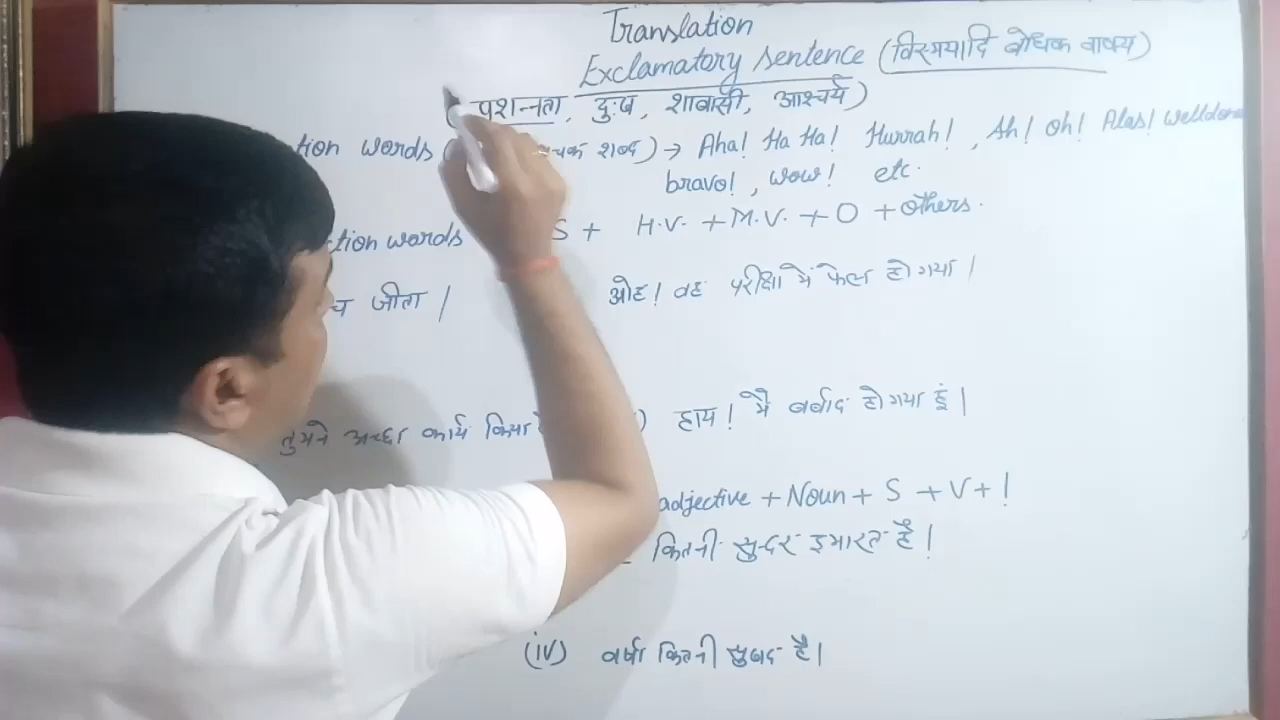 Translation
Exclamatory sentence (विस्मयादि बोधक वाक्य)
(प्रशन्नता, दुःख, शाबासी, आश्चर्य)
tion words ( चक शब्द) → Aha! Ha Ha! Hurrah! , Ah! Oh! Alas! welldone
bravo! , wow! etc.
ction words S + H.V. + M.V. + O + others.
च जीता | ओह! वह परीक्षा में फेल हो गया |
तुमने अच्छा कार्य किया ) हाय! मैं बर्बाद हो गया हूं |
adjective + Noun + S + V + !
कितनी सुन्दर इमारत है !
(iv) वर्षा कितनी सुखद है |